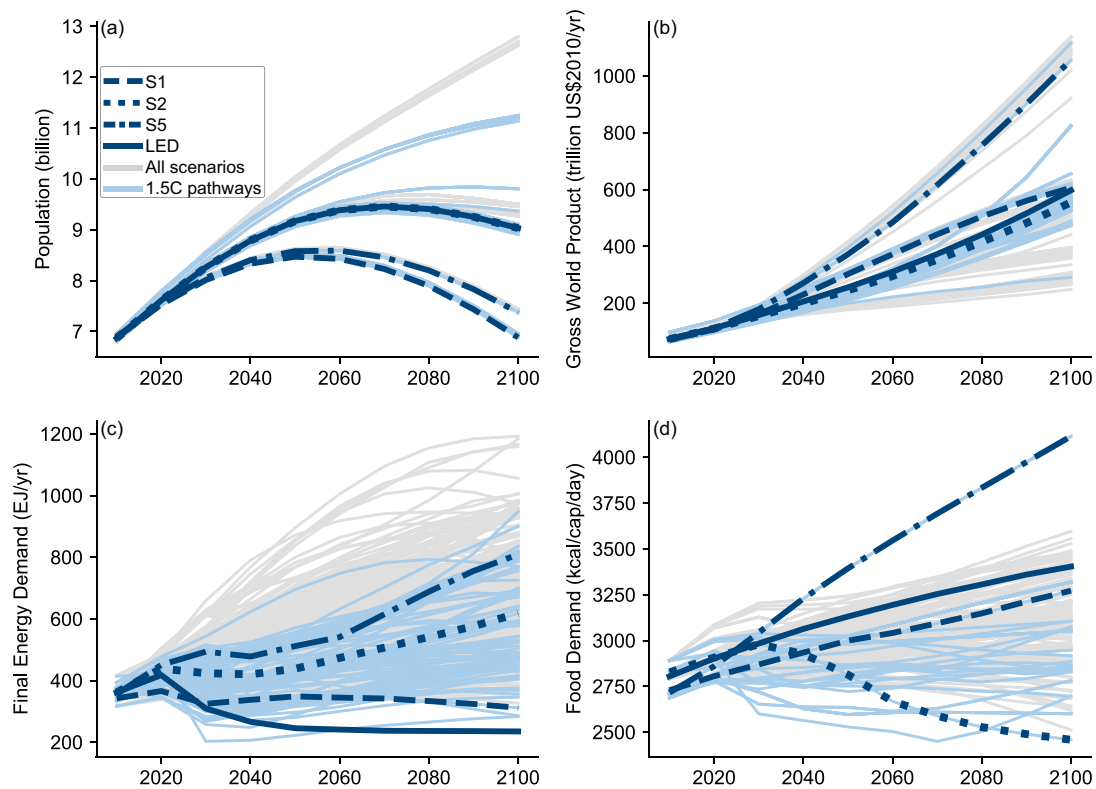 (a)
Population (billion)
13
12
11
10
9
8
7
S1
S2
S5
LED
All scenarios
1.5C pathways
2020 2040 2060 2080 2100
(b)
Gross World Product (trillion US$2010/yr)
1000
800
600
400
200
2020 2040 2060 2080 2100
(c)
Final Energy Demand (EJ/yr)
1200
1000
800
600
400
200
2020 2040 2060 2080 2100
(d)
Food Demand (kcal/cap/day)
4000
3750
3500
3250
3000
2750
2500
2020 2040 2060 2080 2100